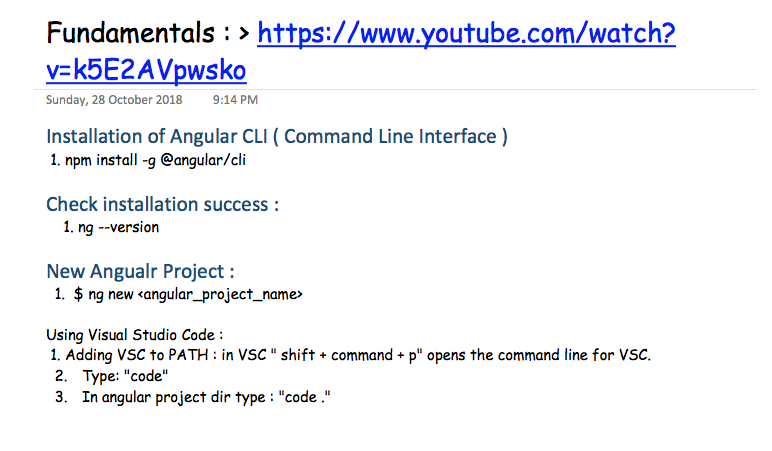 Fundamentals : > https://www.youtube.com/watch?
v=k5E2AVpwsko
Sunday, 28 October 2018 9:14 PM
Installation of Angular CLI ( Command Line Interface )
1. npm install -g @angular/cli
Check installation success :
1. ng --version
New Angualr Project :
1. $ ng new <angular_project_name>
Using Visual Studio Code :
1. Adding VSC to PATH : in VSC " shift + command + p" opens the command line for VSC.
2. Type: "code"
3. In angular project dir type : "code ."